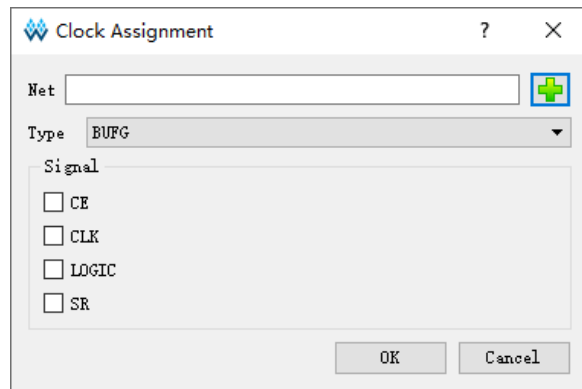 Clock Assignment ?
Net
Type BUFG
Signal
CE
CLK
LOGIC
SR
OK Cancel